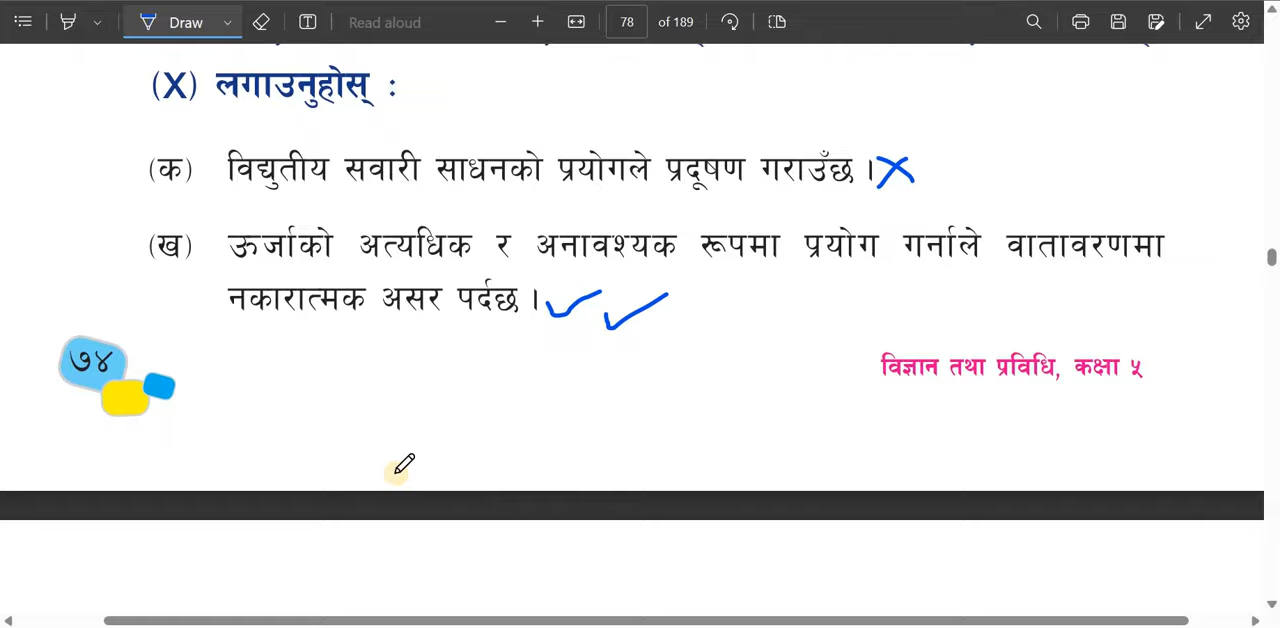 Draw
Read aloud
78 of 189
(X) लगाउनुहोस् :
(क) विद्युतीय सवारी साधनको प्रयोगले प्रदूषण गराउँछ ।
(ख) ऊर्जाको अत्यधिक र अनावश्यक रूपमा प्रयोग गर्नाले वातावरणमा
नकारात्मक असर पर्दछ ।
७४
विज्ञान तथा प्रविधि, कक्षा ५